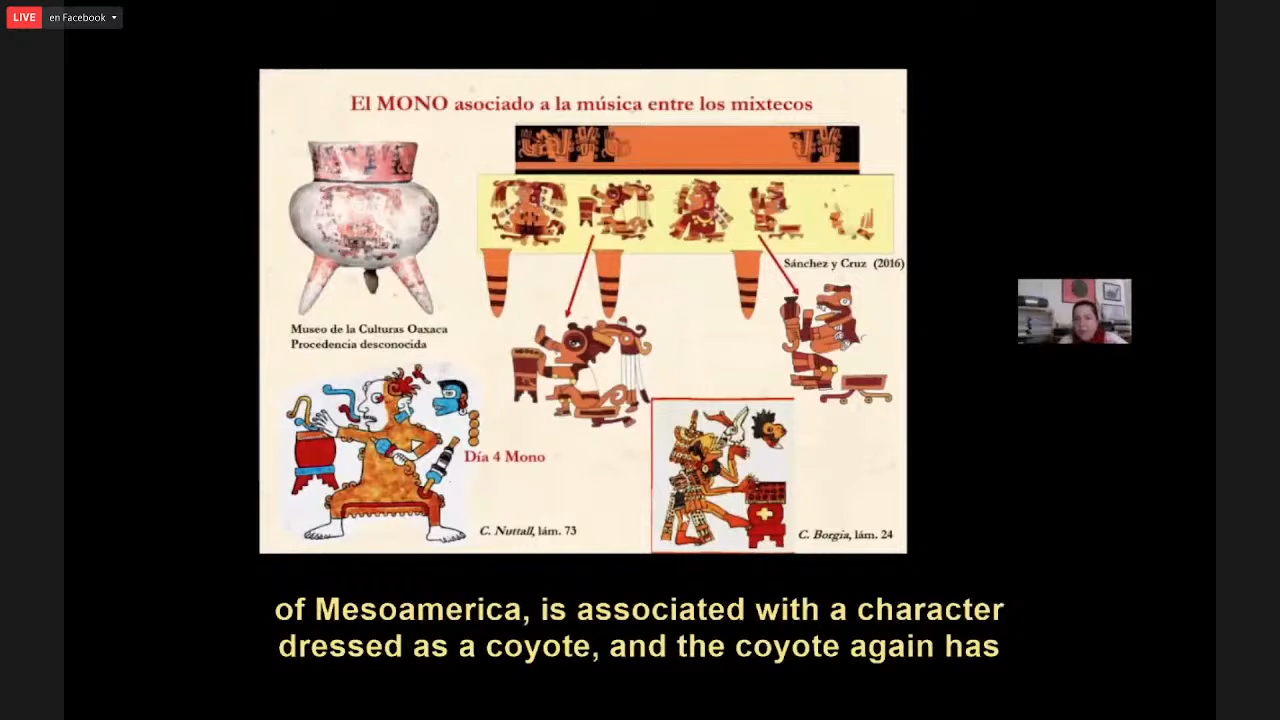 LIVE en Facebook
El MONO asociado a la música entre los mixtecos
Sánchez y Cruz (2016)
Museo de la Culturas Oaxaca
Procedencia desconocida
Día 4 Mono
C. Nuttall, lám. 73
C. Borgia, lám. 24
of Mesoamerica, is associated with a character
dressed as a coyote, and the coyote again has